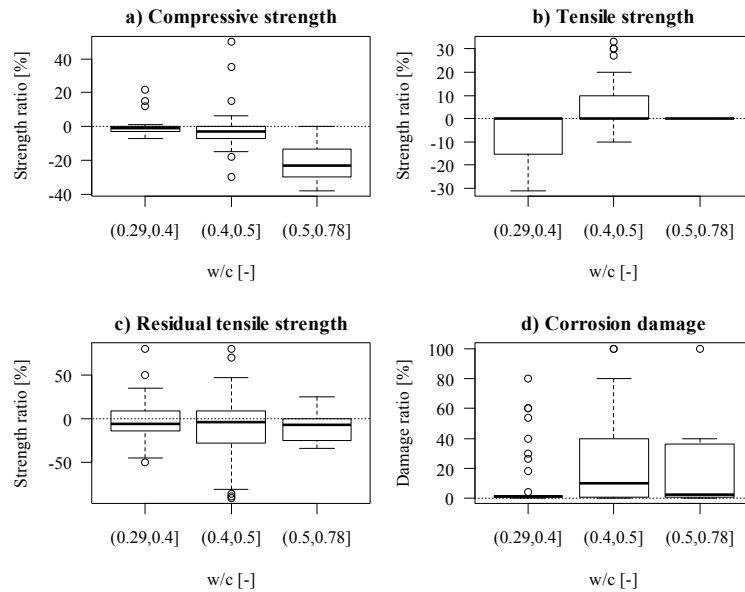 a) Compressive strength
Strength ratio [%]
40
20
0
-20
-40
(0.29,0.4] (0.4,0.5] (0.5,0.78]
w/c [-]
b) Tensile strength
Strength ratio [%]
30
20
10
0
-10
-20
-30
(0.29,0.4] (0.4,0.5] (0.5,0.78]
w/c [-]
c) Residual tensile strength
Strength ratio [%]
50
0
-50
(0.29,0.4] (0.4,0.5] (0.5,0.78]
w/c [-]
d) Corrosion damage
Damage ratio [%]
100
80
60
40
20
0
(0.29,0.4] (0.4,0.5] (0.5,0.78]
w/c [-]